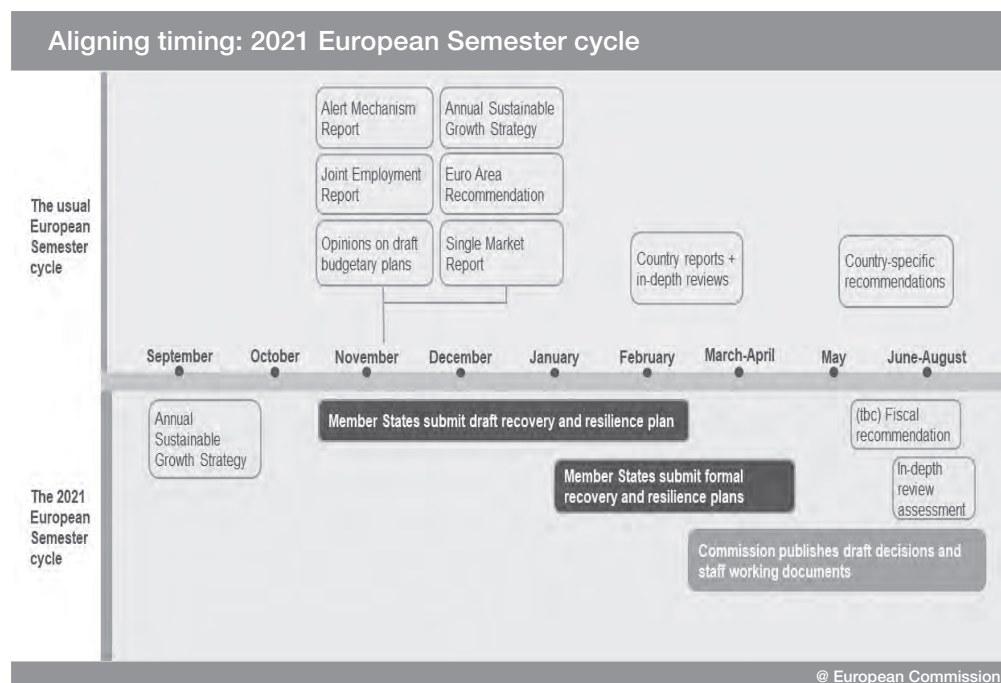 Aligning timing: 2021 European Semester cycle
Alert Mechanism
Report
Annual Sustainable
Growth Strategy
Joint Employment
Report
Euro Area
Recommendation
Opinions on draft
budgetary plans
Single Market
Report
The usual
European
Semester
cycle
Country reports +
in-depth reviews
Country-specific
recommendations
September
October
November
December
January
February
March-April
May
June-August
Annual
Sustainable
Growth Strategy
Member States submit draft recovery and resilience plan
(tbc) Fiscal
recommendation
Member States submit formal
recovery and resilience plans
In-depth
review
assessment
The 2021
European
Semester
cycle
Commission publishes draft decisions and
staff working documents
@ European Commission